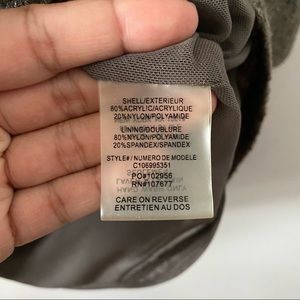 SHELL/EXTERIEUR
80%ACRYLIC/ACRYLIQUE
20%NYLON/POLYAMIDE
LINING/DOUBLURE
80%NYLON/POLYAMIDE
20%SPANDEX/SPANDEX
STYLE#/ NUMERO DE MODELE
C106995351
PO#102956
RN#107677
CARE ON REVERSE
ENTRETIEN AU DOS